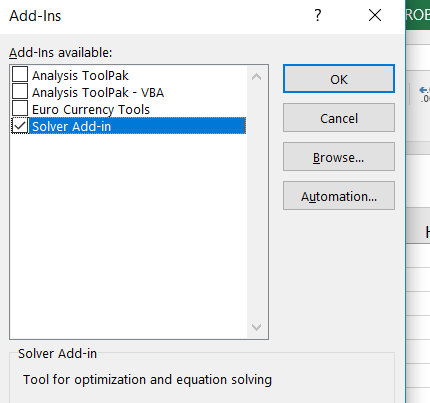 Add-Ins
?
ROB
Add-Ins available:
Analysis ToolPak
Analysis ToolPak - VBA
Euro Currency Tools
Solver Add-in
OK
Cancel
Browse...
Automation...
Solver Add-in
Tool for optimization and equation solving